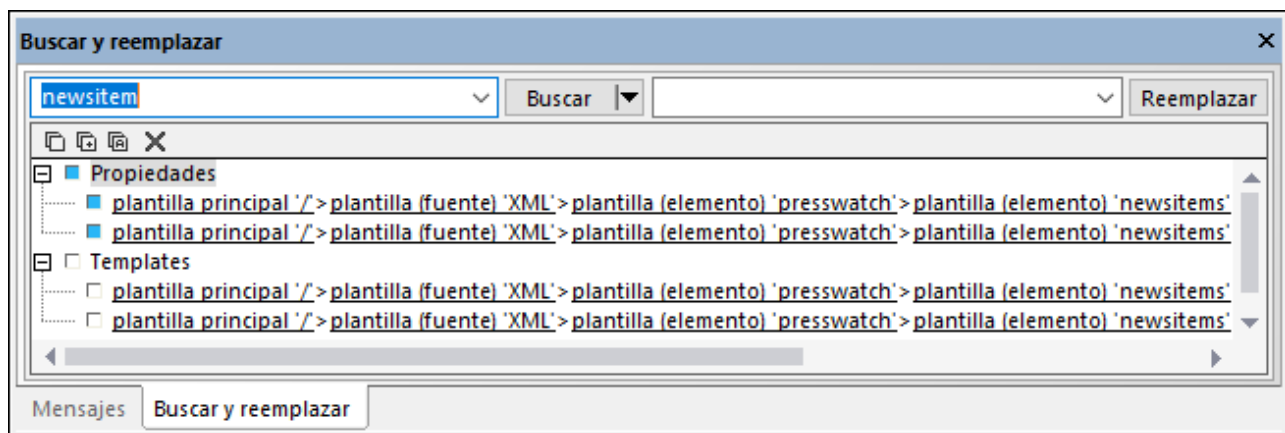 Buscar y reemplazar
newsitem Buscar Reemplazar
Propiedades
plantilla principal '/'>plantilla (fuente) 'XML'>plantilla (elemento) 'presswatch'>plantilla (elemento) 'newsitems'
plantilla principal '/'>plantilla (fuente) 'XML'>plantilla (elemento) 'presswatch'>plantilla (elemento) 'newsitems'
Templates
plantilla principal '/'>plantilla (fuente) 'XML'>plantilla (elemento) 'presswatch'>plantilla (elemento) 'newsitems'
plantilla principal '/'>plantilla (fuente) 'XML'>plantilla (elemento) 'presswatch'>plantilla (elemento) 'newsitems'
Mensajes Buscar y reemplazar